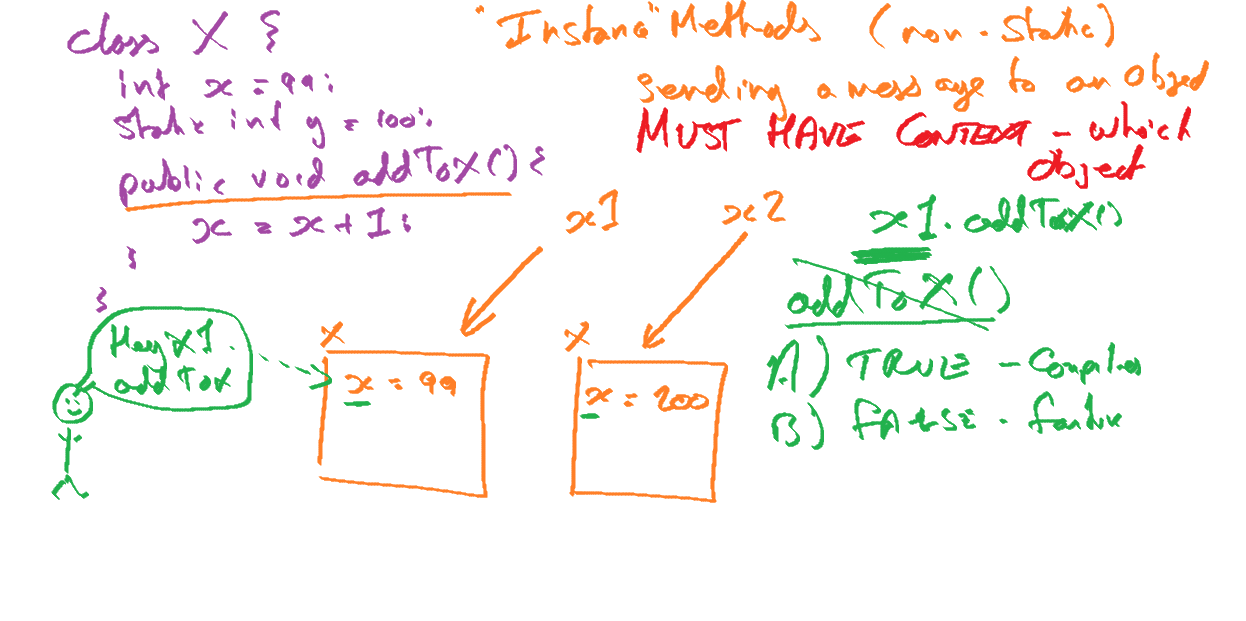 class X {
int x = 99;
static int y = 100;
public void addToX() {
x = x + 1;
}
}
"Instanc" Methods (non-static)
Sending a message to an Object
MUST HAVE CONTEXT - which
object
x1
x2
x1.addToX()
addToX()
A) TRUE - Compiles
B) FALSE - failure
Hey X1.
addToX
X
x = 99
X
x = 200